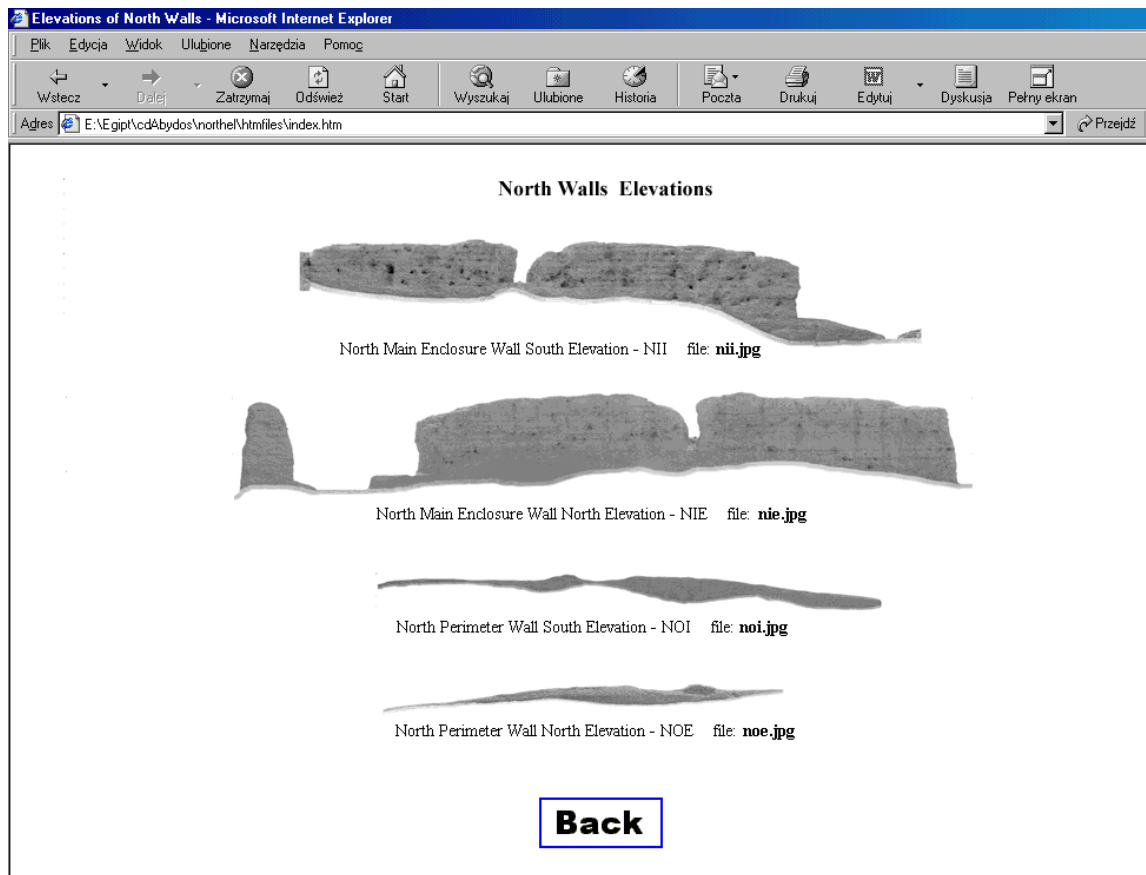 Elevations of North Walls - Microsoft Internet Explorer
Plik Edycja Widok Ulubione Narzędzia Pomoc
Wstecz Dalej Zatrzymaj Odśwież Start Wyszukaj Ulubione Historia Poczta Drukuj Edytuj Dyskusja Pełny ekran
Adres E:\Egipt\cdAbydos\northel\htmfiles\index.htm Przejdź
North Walls Elevations
North Main Enclosure Wall South Elevation - NII file: nii.jpg
North Main Enclosure Wall North Elevation - NIE file: nie.jpg
North Perimeter Wall South Elevation - NOI file: noi.jpg
North Perimeter Wall North Elevation - NOE file: noe.jpg
Back